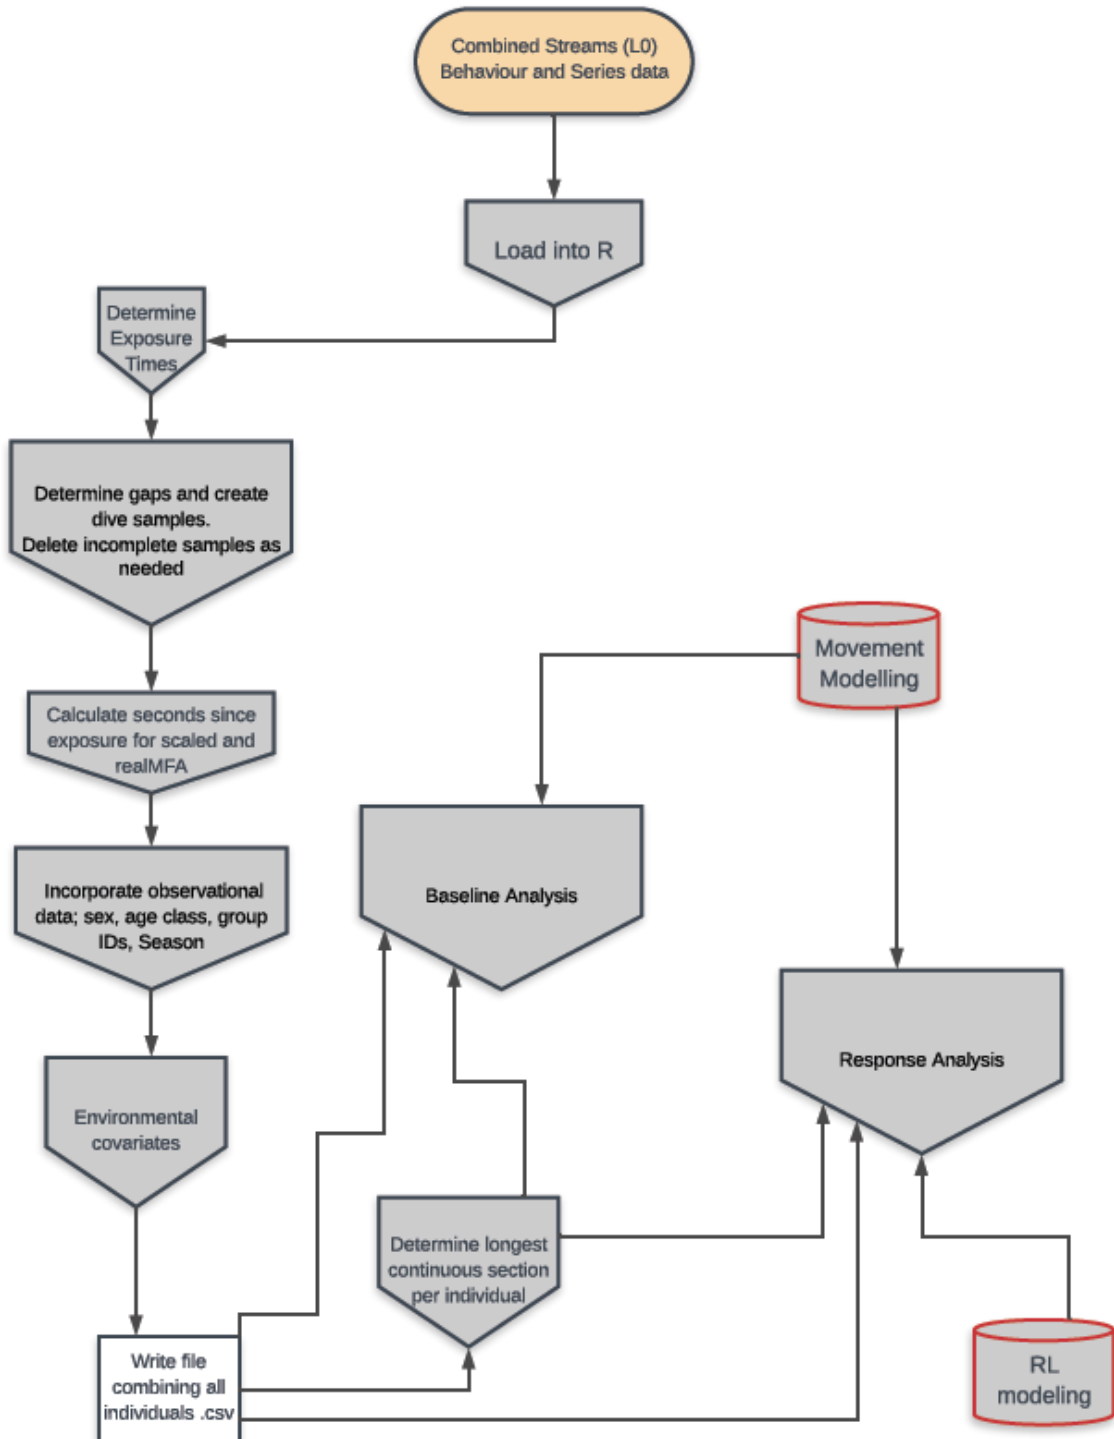 Combined Streams (L0)
Behaviour and Series data
Load into R
Determine
Exposure
Times
Determine gaps and create
dive samples.
Delete incomplete samples as
needed
Calculate seconds since
exposure for scaled and
realMFA
Incorporate observational
data; sex, age class, group
IDs, Season
Environmental
covariates
Write file
combining all
individuals .csv
Movement
Modelling
Baseline Analysis
Response Analysis
Determine longest
continuous section
per individual
RL
modeling